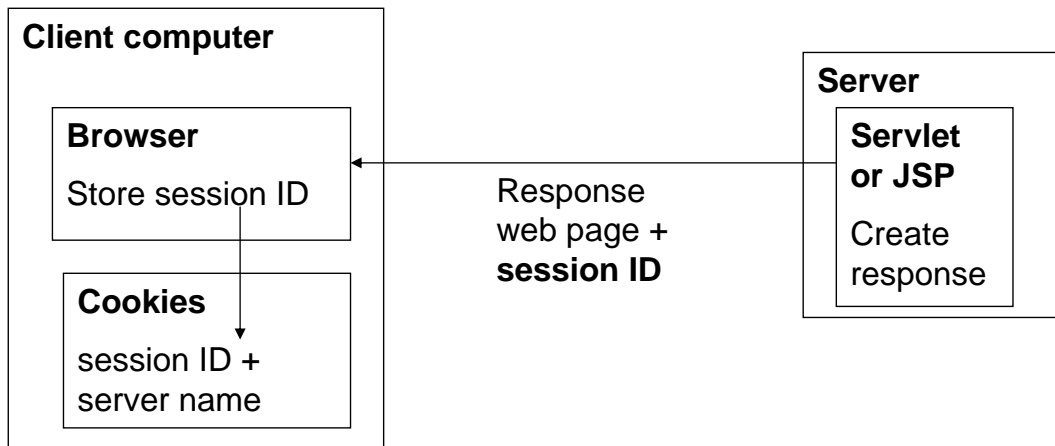 Client computer
Browser
Store session ID
Cookies
session ID +
server name
Response
web page +
session ID
Server
Servlet
or JSP
Create
response